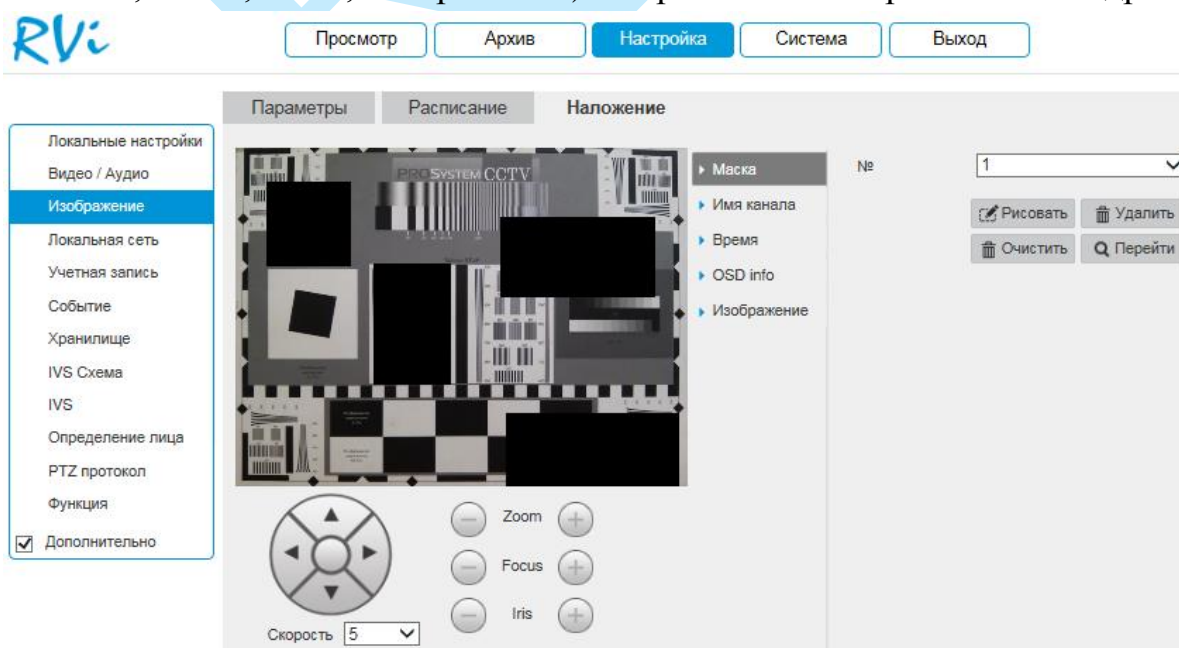 RVi
Просмотр Архив Настройка Система Выход
Параметры Расписание Наложение
Локальные настройки
Видео / Аудио
Изображение
Локальная сеть
Учетная запись
Событие
Хранилище
IVS Схема
IVS
Определение лица
PTZ протокол
Функция
Дополнительно
PROSYSTEM CCTV
Маска
Имя канала
Время
OSD info
Изображение
№ 1
Рисовать Удалить
Очистить Перейти
Zoom
Focus
Iris
Скорость 5